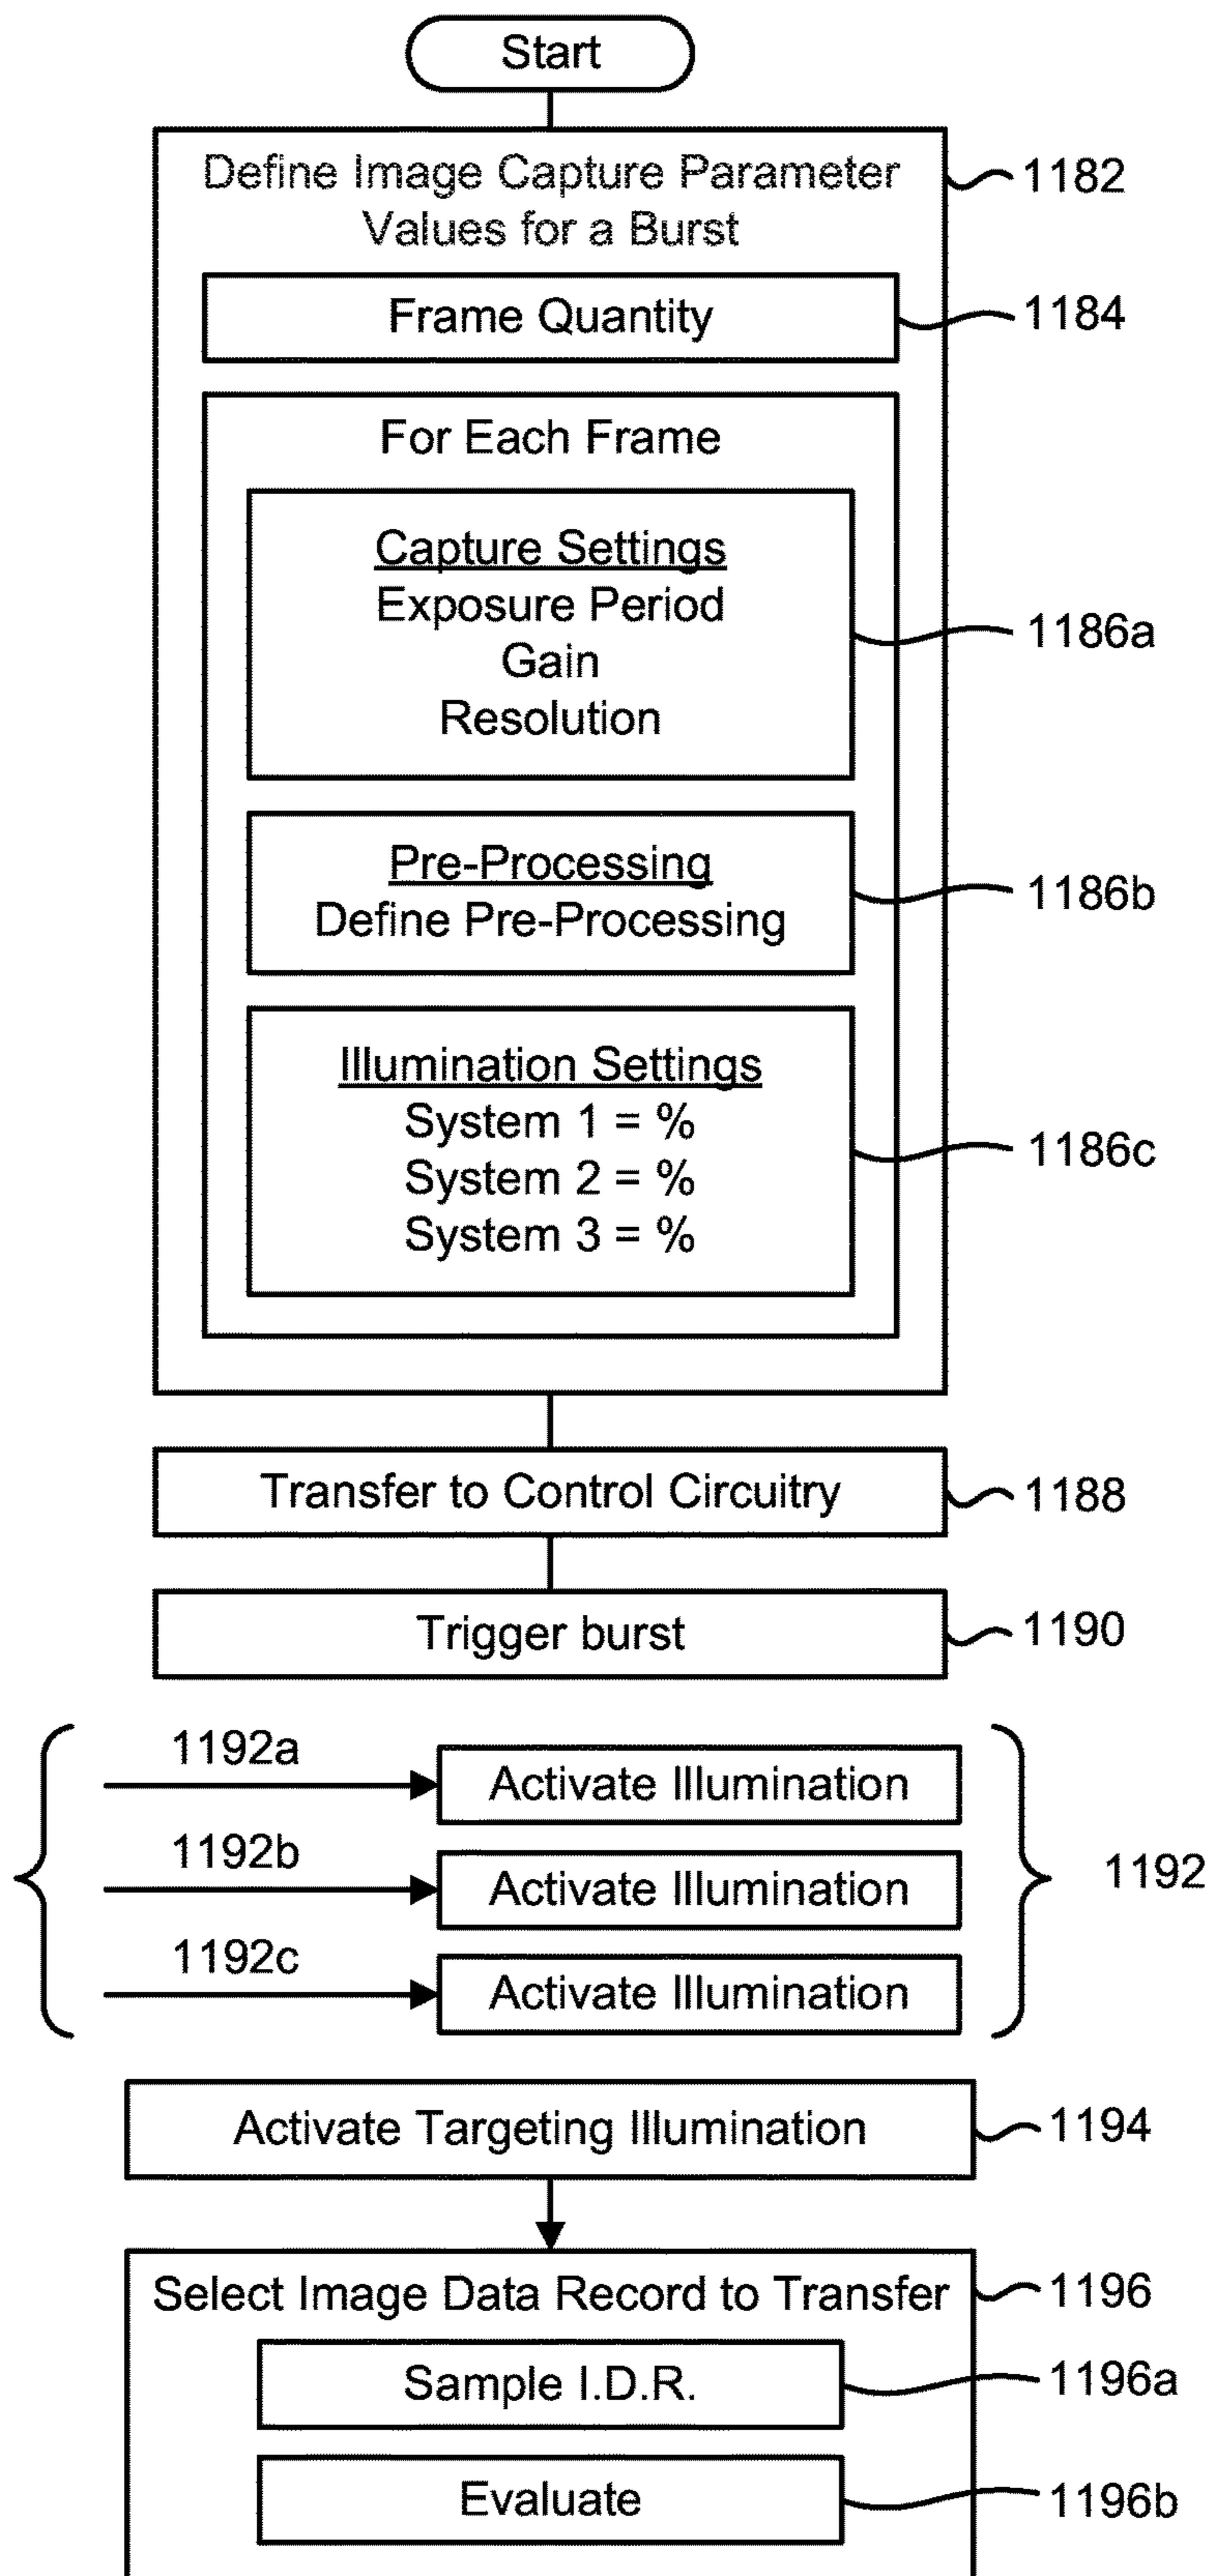 Start
Define Image Capture Parameter
Values for a Burst
1182
Frame Quantity
1184
For Each Frame
Capture Settings
Exposure Period
Gain
Resolution
1186a
Pre-Processing
Define Pre-Processing
1186b
Illumination Settings
System 1 = %
System 2 = %
System 3 = %
1186c
Transfer to Control Circuitry
1188
Trigger burst
1190
1192a
Activate Illumination
1192b
Activate Illumination
1192
1192c
Activate Illumination
Activate Targeting Illumination
1194
Select Image Data Record to Transfer
1196
Sample I.D.R.
1196a
Evaluate
1196b